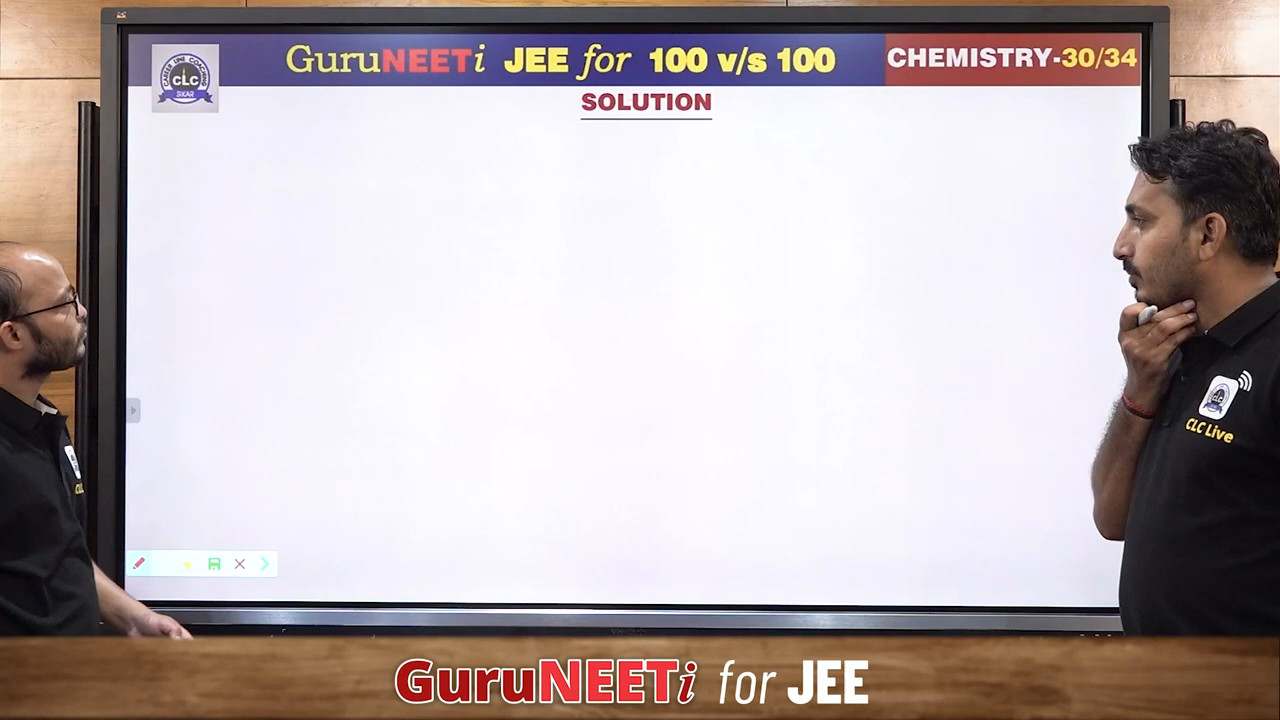 GuruNEETi JEE for 100 v/s 100
CHEMISTRY-30/34
CLC
SIKAR
SOLUTION
CLC Live
GuruNEETi for JEE